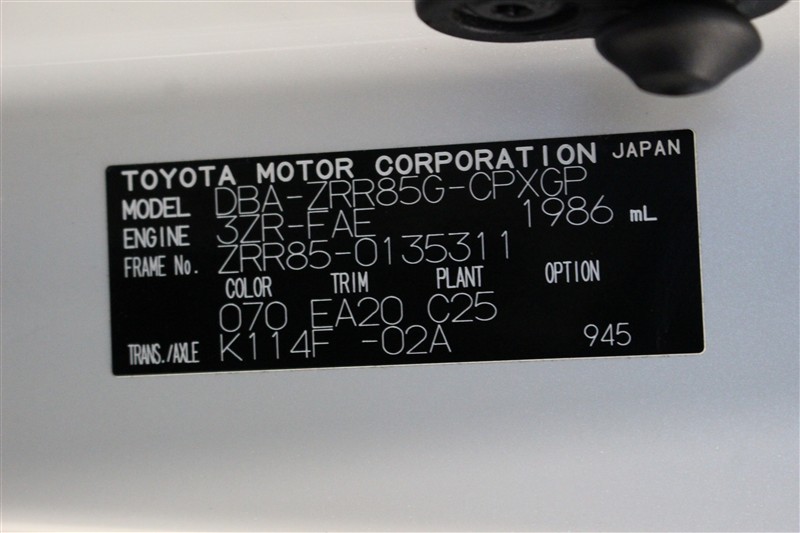 TOYOTA MOTOR CORPORATION JAPAN
MODEL DBA-ZRR85G-CPXGP
ENGINE 3ZR-FAE 1986 mL
FRAME No. ZRR85-0135311
COLOR TRIM PLANT OPTION
070 EA20 C25
TRANS./AXLE K114F -02A 945